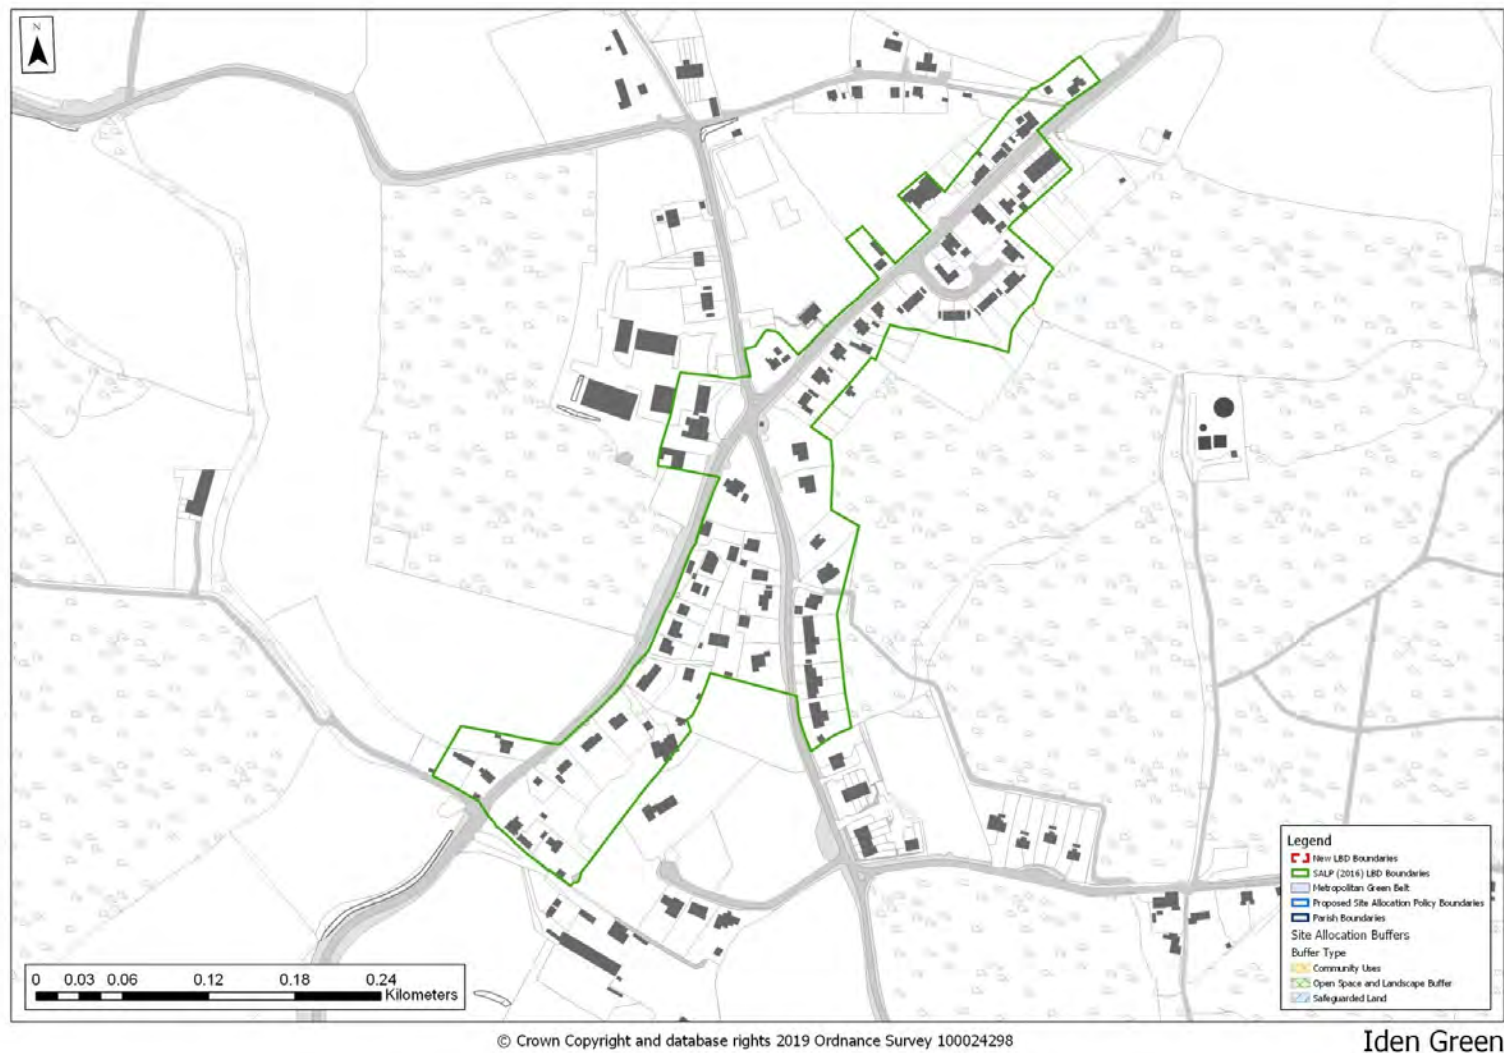 N
Legend
New LBD Boundaries
SALP (2016) LBD Boundaries
Metropolitan Green Belt
Proposed Site Allocation Policy Boundaries
Parish Boundaries
Site Allocation Buffers
Buffer Type
Community Uses
Open Space and Landscape Buffer
Safeguarded Land
0 0.03 0.06 0.12 0.18 0.24
Kilometers
© Crown Copyright and database rights 2019 Ordnance Survey 100024298
Iden Green